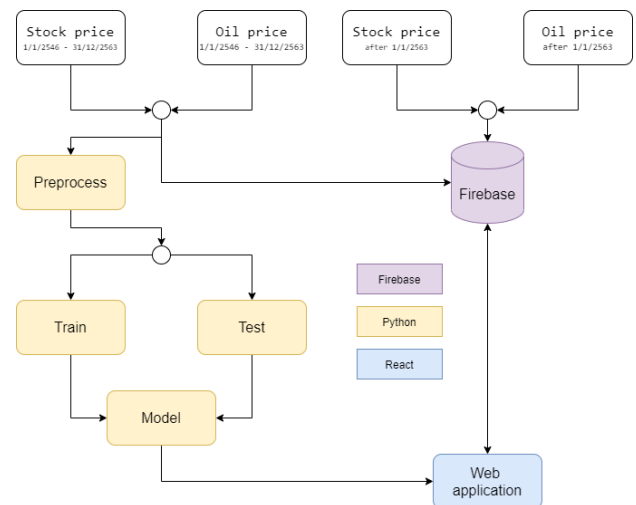 Stock price
1/1/2546 - 31/12/2563
Oil price
1/1/2546 - 31/12/2563
Stock price
after 1/1/2563
Oil price
after 1/1/2563
Preprocess
Firebase
Firebase
Train
Test
Python
React
Model
Web
application